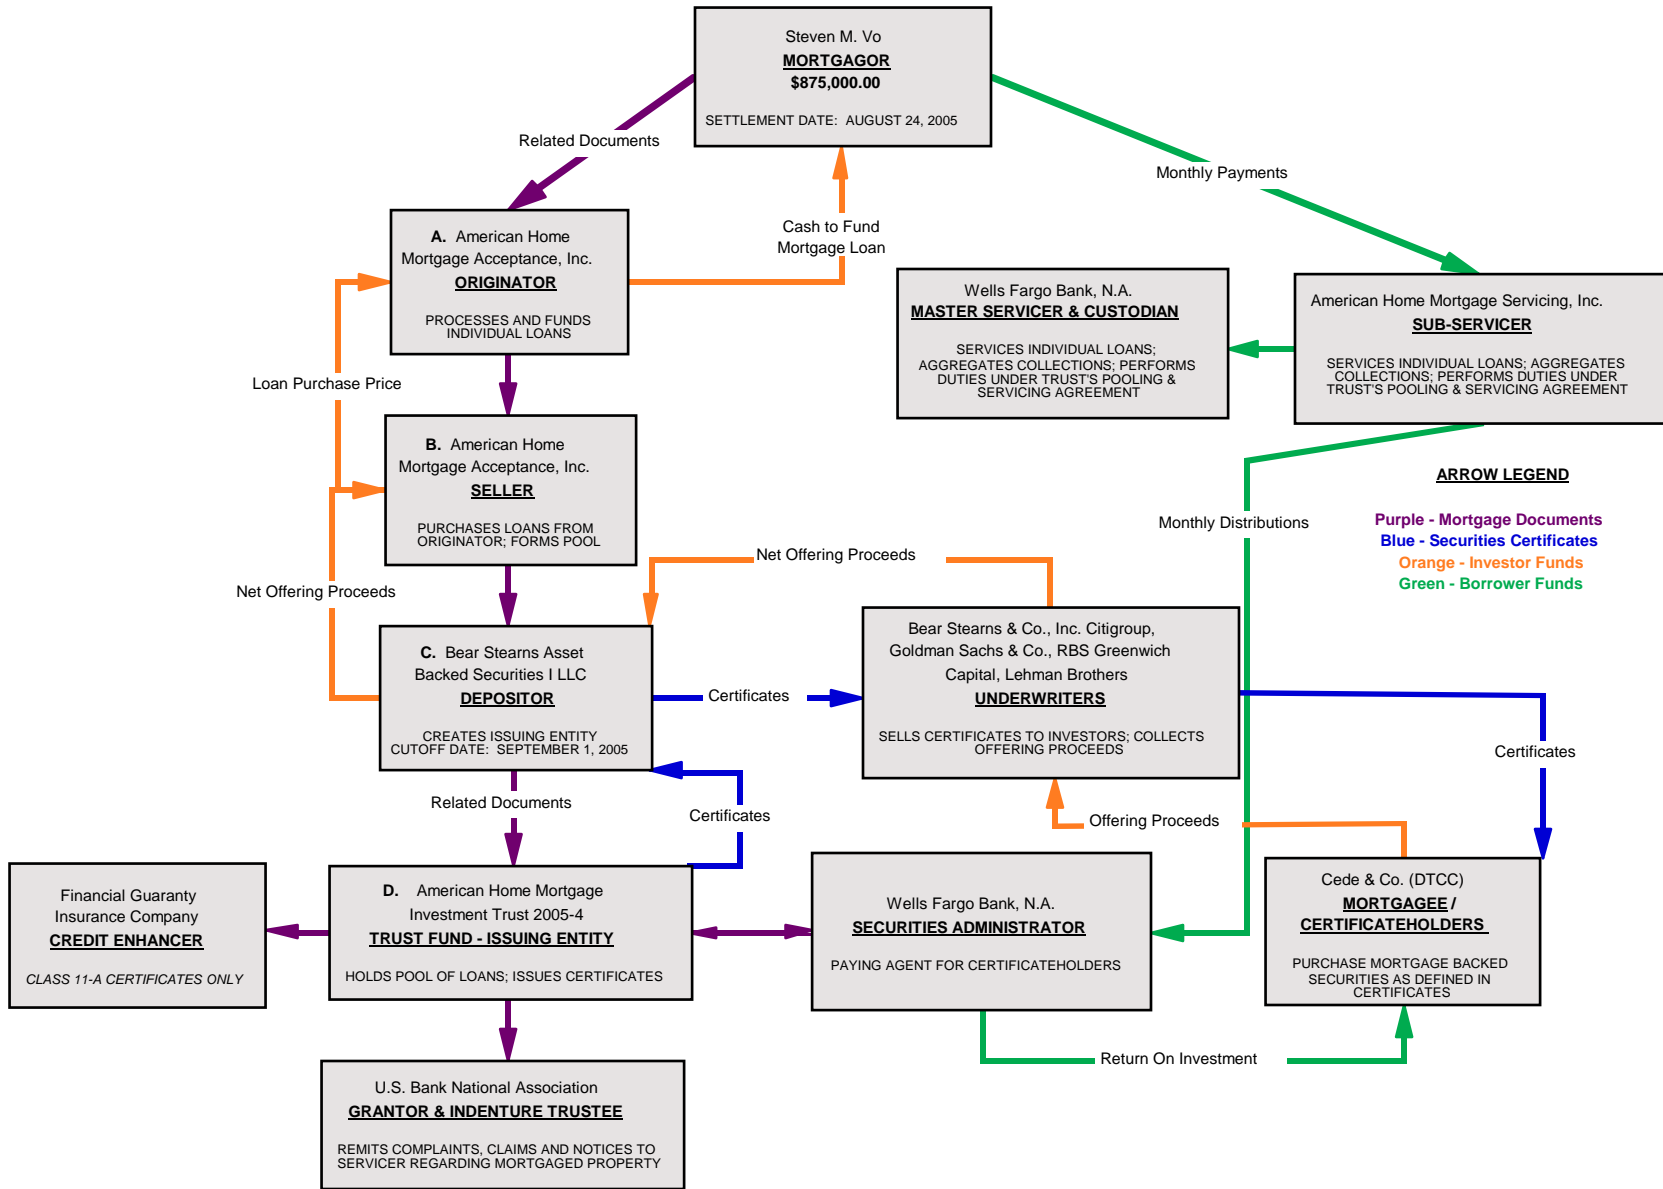 Steven M. Vo
MORTGAGOR
$875,000.00
SETTLEMENT DATE: AUGUST 24, 2005
Related Documents
Monthly Payments
Cash to Fund
Mortgage Loan
A. American Home
Mortgage Acceptance, Inc.
ORIGINATOR
PROCESSES AND FUNDS
INDIVIDUAL LOANS
Wells Fargo Bank, N.A.
MASTER SERVICER & CUSTODIAN
SERVICES INDIVIDUAL LOANS;
AGGREGATES COLLECTIONS; PERFORMS
DUTIES UNDER TRUST'S POOLING &
SERVICING AGREEMENT
American Home Mortgage Servicing, Inc.
SUB-SERVICER
SERVICES INDIVIDUAL LOANS; AGGREGATES
COLLECTIONS; PERFORMS DUTIES UNDER
TRUST'S POOLING & SERVICING AGREEMENT
Loan Purchase Price
B. American Home
Mortgage Acceptance, Inc.
SELLER
PURCHASES LOANS FROM
ORIGINATOR; FORMS POOL
ARROW LEGEND
Purple - Mortgage Documents
Blue - Securities Certificates
Orange - Investor Funds
Green - Borrower Funds
Monthly Distributions
Net Offering Proceeds
Net Offering Proceeds
C. Bear Stearns Asset
Backed Securities I LLC
DEPOSITOR
CREATES ISSUING ENTITY
CUTOFF DATE: SEPTEMBER 1, 2005
Certificates
Bear Stearns & Co., Inc. Citigroup,
Goldman Sachs & Co., RBS Greenwich
Capital, Lehman Brothers
UNDERWRITERS
SELLS CERTIFICATES TO INVESTORS; COLLECTS
OFFERING PROCEEDS
Certificates
Related Documents
Certificates
Offering Proceeds
Financial Guaranty
Insurance Company
CREDIT ENHANCER
CLASS 11-A CERTIFICATES ONLY
D. American Home Mortgage
Investment Trust 2005-4
TRUST FUND - ISSUING ENTITY
HOLDS POOL OF LOANS; ISSUES CERTIFICATES
Wells Fargo Bank, N.A.
SECURITIES ADMINISTRATOR
PAYING AGENT FOR CERTIFICATEHOLDERS
Cede & Co. (DTCC)
MORTGAGEE /
CERTIFICATEHOLDERS
PURCHASE MORTGAGE BACKED
SECURITIES AS DEFINED IN
CERTIFICATES
Return On Investment
U.S. Bank National Association
GRANTOR & INDENTURE TRUSTEE
REMITS COMPLAINTS, CLAIMS AND NOTICES TO
SERVICER REGARDING MORTGAGED PROPERTY